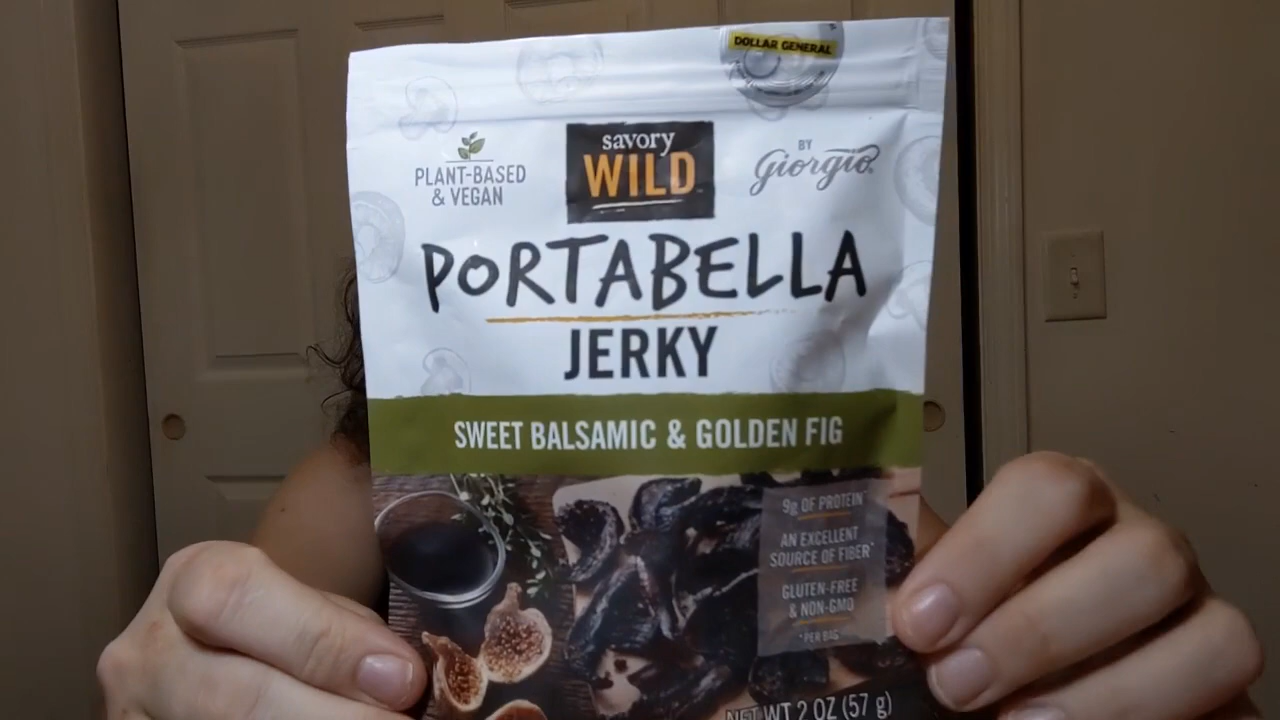 DOLLAR GENERAL
PLANT-BASED
& VEGAN
savory
WILD
BY
Giorgio®
PORTABELLA
JERKY
SWEET BALSAMIC & GOLDEN FIG
9g OF PROTEIN*
AN EXCELLENT
SOURCE OF FIBER*
GLUTEN-FREE
& NON-GMO
*PER BAG
NET WT 2 OZ (57 g)